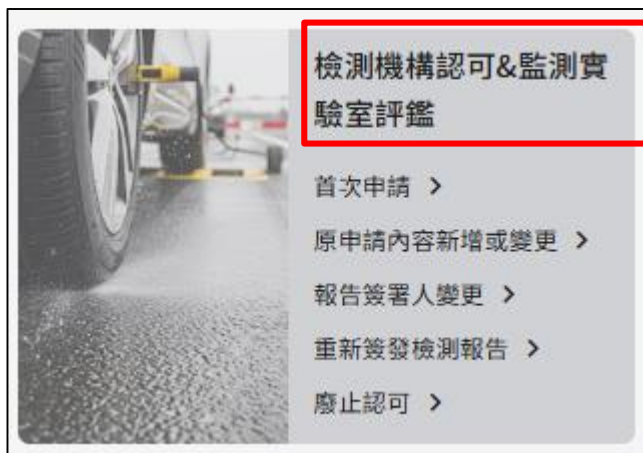 檢測機構認可&監測實
驗室評鑑
首次申請 >
原申請內容新增或變更 >
報告簽署人變更 >
重新簽發檢測報告 >
廢止認可 >